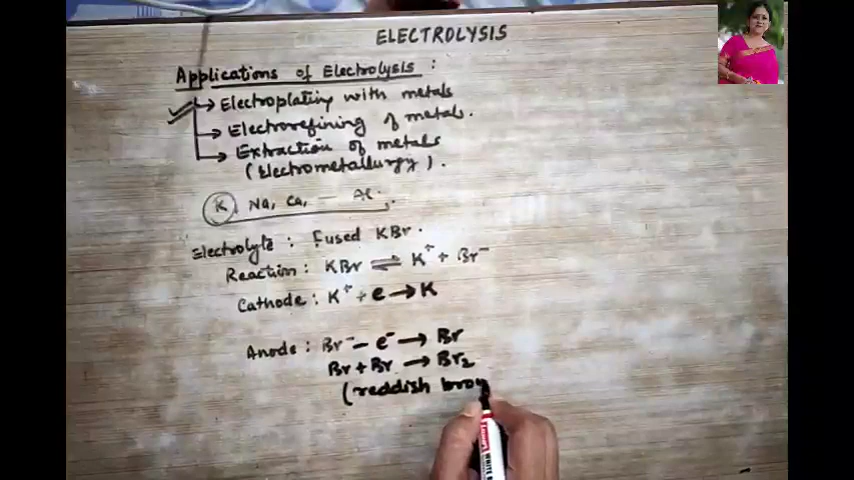 ELECTROLYSIS
Applications of Electrolysis :
→ Electroplating with metals
→ Electrorefining of metals.
→ Extraction of metals
(Electrometallurgy).
K, Na, Ca, — Al.
Electrolyte : Fused KBr.
Reaction : KBr ⇌ K⁺ + Br⁻
Cathode : K⁺ + e → K
Anode : Br⁻ - e⁻ → Br
Br + Br → Br₂
(reddish brow